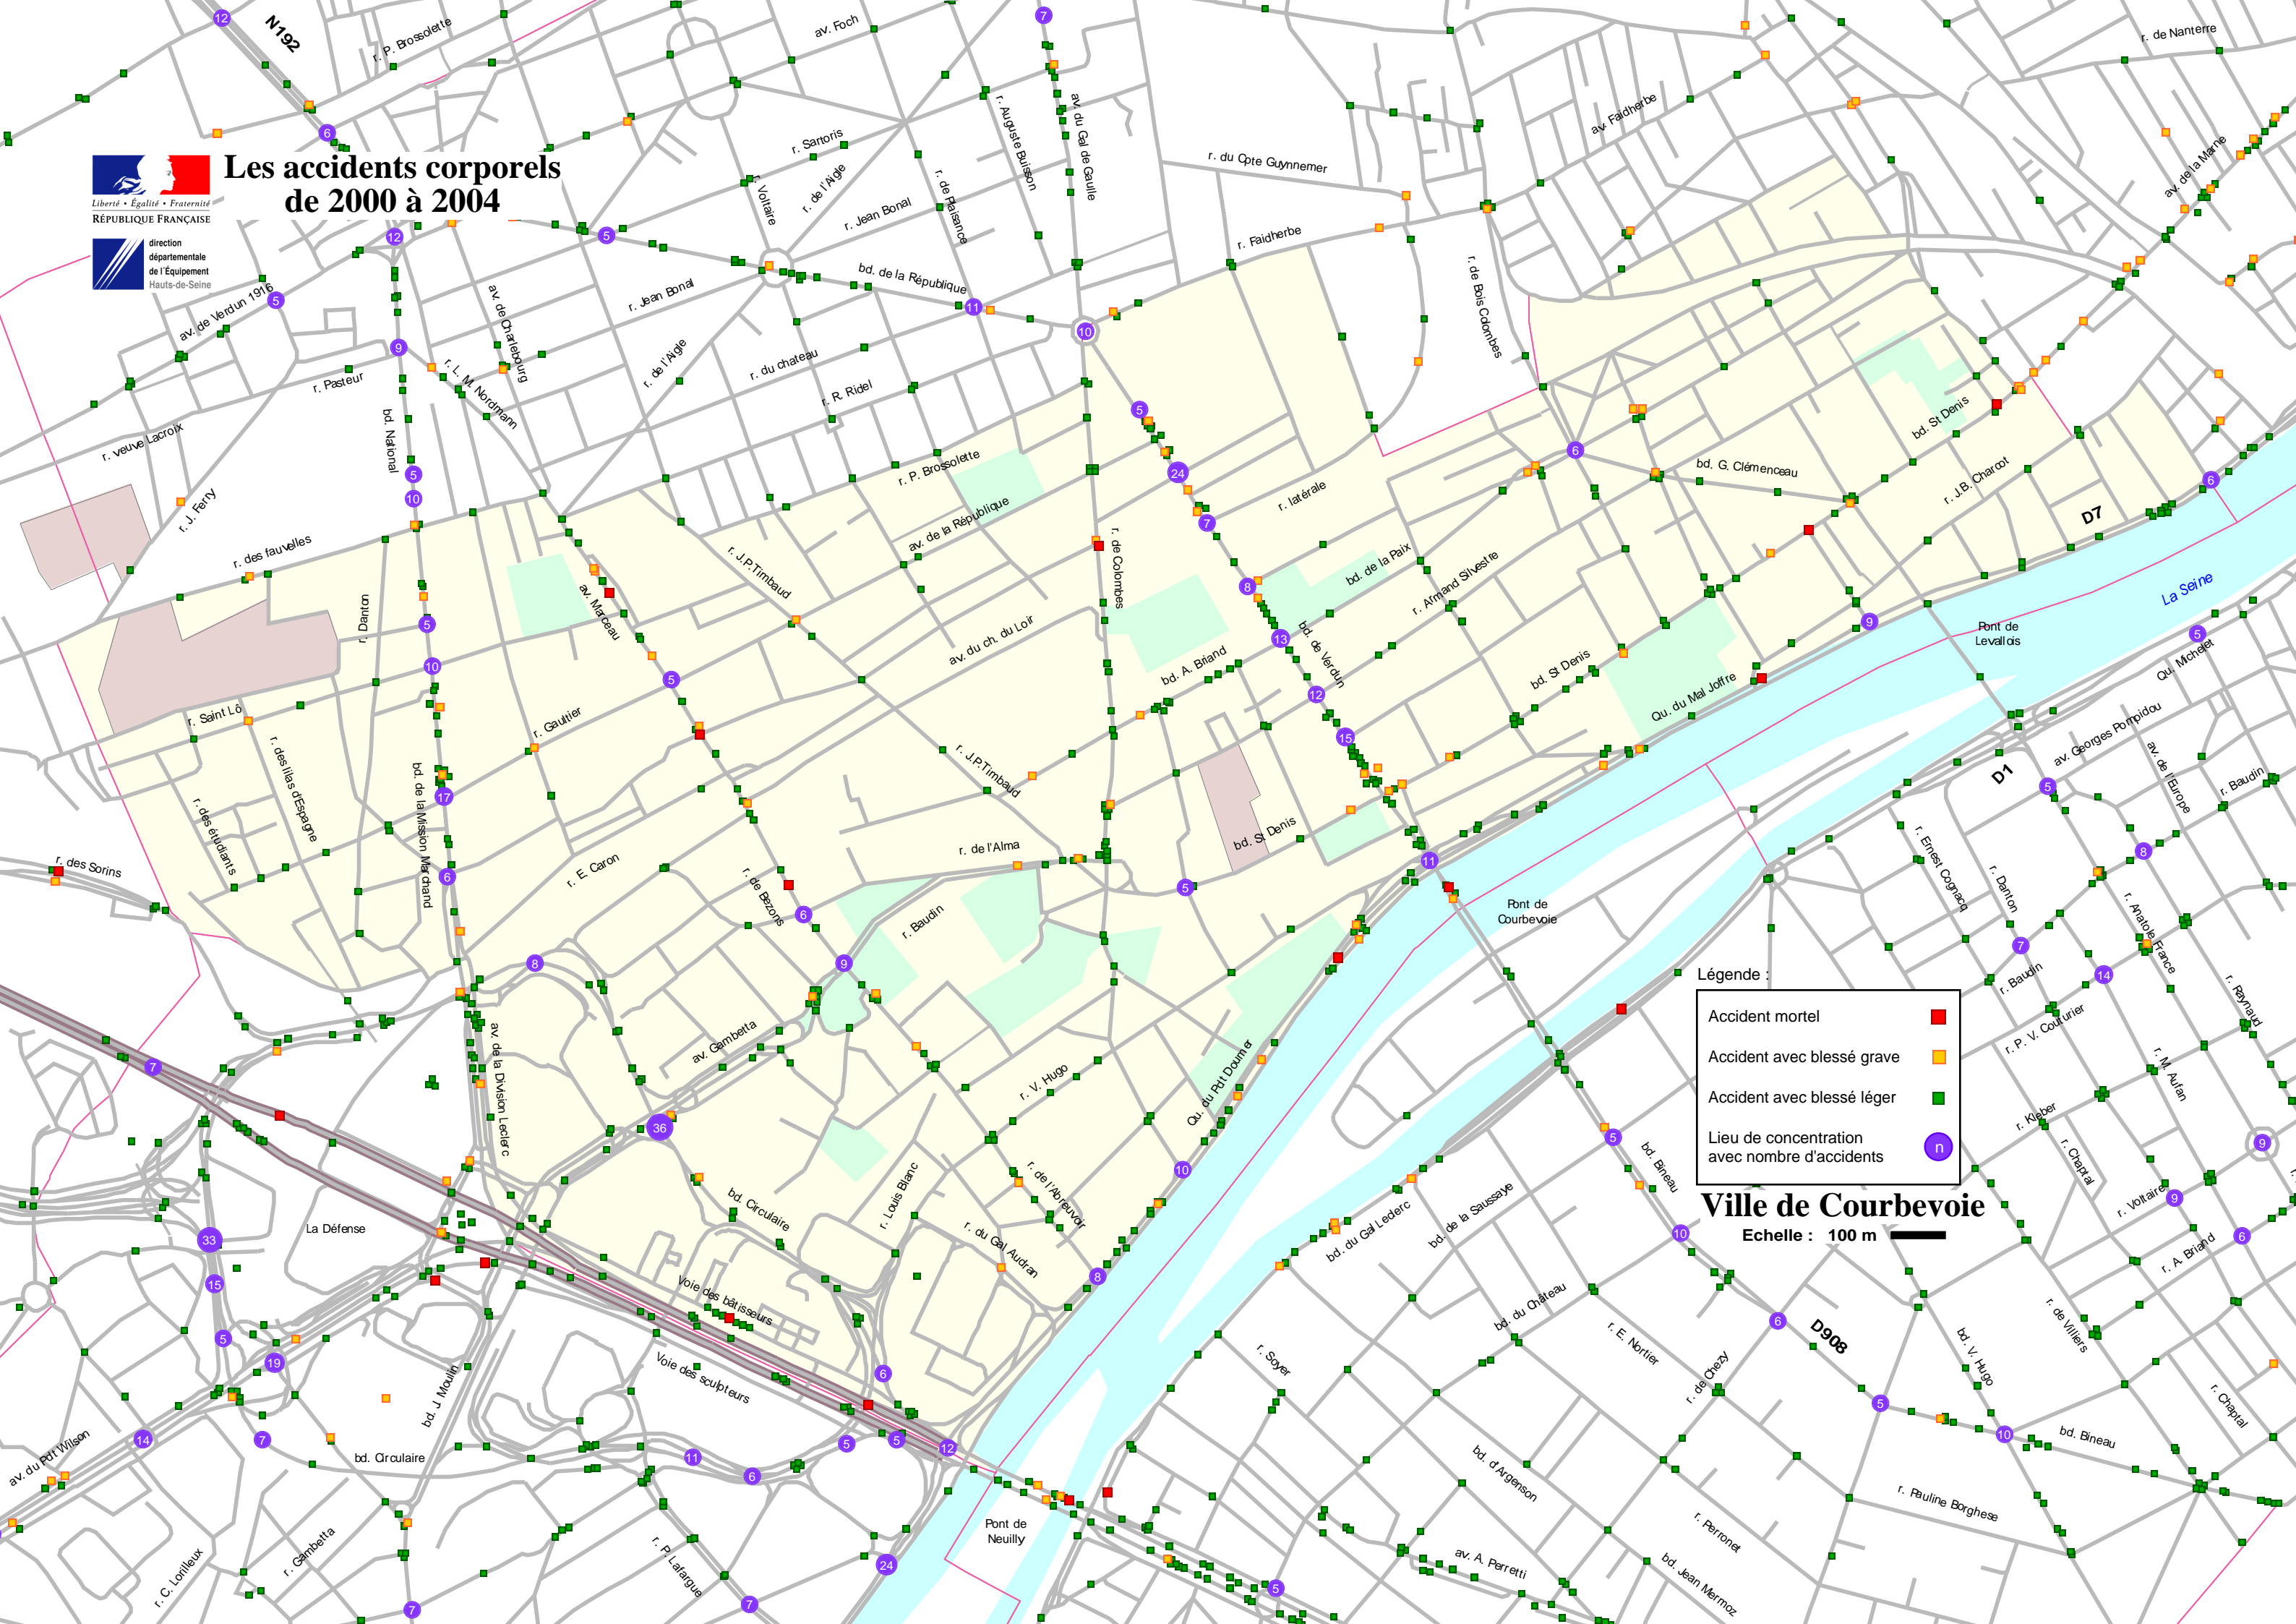 Les accidents corporels
de 2000 à 2004
Liberté • Égalité • Fraternité
RÉPUBLIQUE FRANÇAISE
direction
départementale
de l'Équipement
Hauts-de-Seine
N192
r. P. Brossolette
av. Foch
r. Sartoris
r. Voltaire
r. de l'Aigle
r. Jean Bonal
r. de Plaisance
r. Auguste Buisson
av. du Gal de Gaulle
r. du Cpte Guynnemer
r. Faidherbe
av. Faidherbe
r. de Nanterre
av. de la Marne
r. de Bois Colombes
av. de Verdun 1916
r. Pasteur
r. veuve Lacroix
r. J. Ferry
bd. National
r. L. M. Nordmann
av. de Charlebourg
r. Jean Bonal
r. de l'Aigle
bd. de la République
r. du chateau
r. R. Ridel
r. P. Brossolette
av. de la République
r. des fauvelles
r. Danton
av. Marceau
r. J.P.Timbaud
r. de Colombes
av. du ch. du Loir
r. latérale
bd. de la Paix
r. Armand Silvestre
bd. G. Clémenceau
bd. St Denis
r. J.B. Charcot
D7
La Seine
Pont de
Levallois
Qu. Michelet
bd. A. Briand
bd. de Verdun
bd. St Denis
Qu. du Mal Joffre
r. Saint Lô
r. des lilas d'Espagne
r. des étudiants
bd. de la Mission Marchand
r. Gaultier
r. E. Caron
r. de Bezons
r. J.P.Timbaud
r. de l'Alma
r. Baudin
bd. St Denis
r. des Sorins
Pont de
Courbevoie
D1
av. Georges Pompidou
av. de l'Europe
r. Baudin
r. Ernest Cognacq
r. Danton
r. Anatole France
r. Baudin
r. P. V. Couturier
r. Raynaud
r. M. Aufan
r. Kleber
r. Chaptal
r. Voltaire
r. A. Briand
av. de la Division Leclerc
av. Gambetta
r. V. Hugo
Qu. du Pdt Doumer
r. de l'Abreuvoir
r. Louis Blanc
r. du Gal Audran
bd. Circulaire
La Défense
Voie des bâtisseurs
Voie des sculpteurs
bd. J. Moulin
bd. Circulaire
av. du Pdt Wilson
r. C. Lorilleux
r. Gambetta
r. P. Lafargue
Pont de
Neuilly
bd. du Gal Leclerc
bd. de la Saussaye
bd. Bineau
bd. du Château
r. Soyer
r. E. Nortier
r. de Chezy
D908
bd. V. Hugo
r. de Villiers
r. Chaptal
bd. Bineau
bd. d'Argenson
r. Perronet
r. Pauline Borghese
av. A. Perretti
bd. Jean Mermoz
Légende :
Accident mortel
Accident avec blessé grave
Accident avec blessé léger
Lieu de concentration
avec nombre d'accidents
n
Ville de Courbevoie
Echelle : 100 m